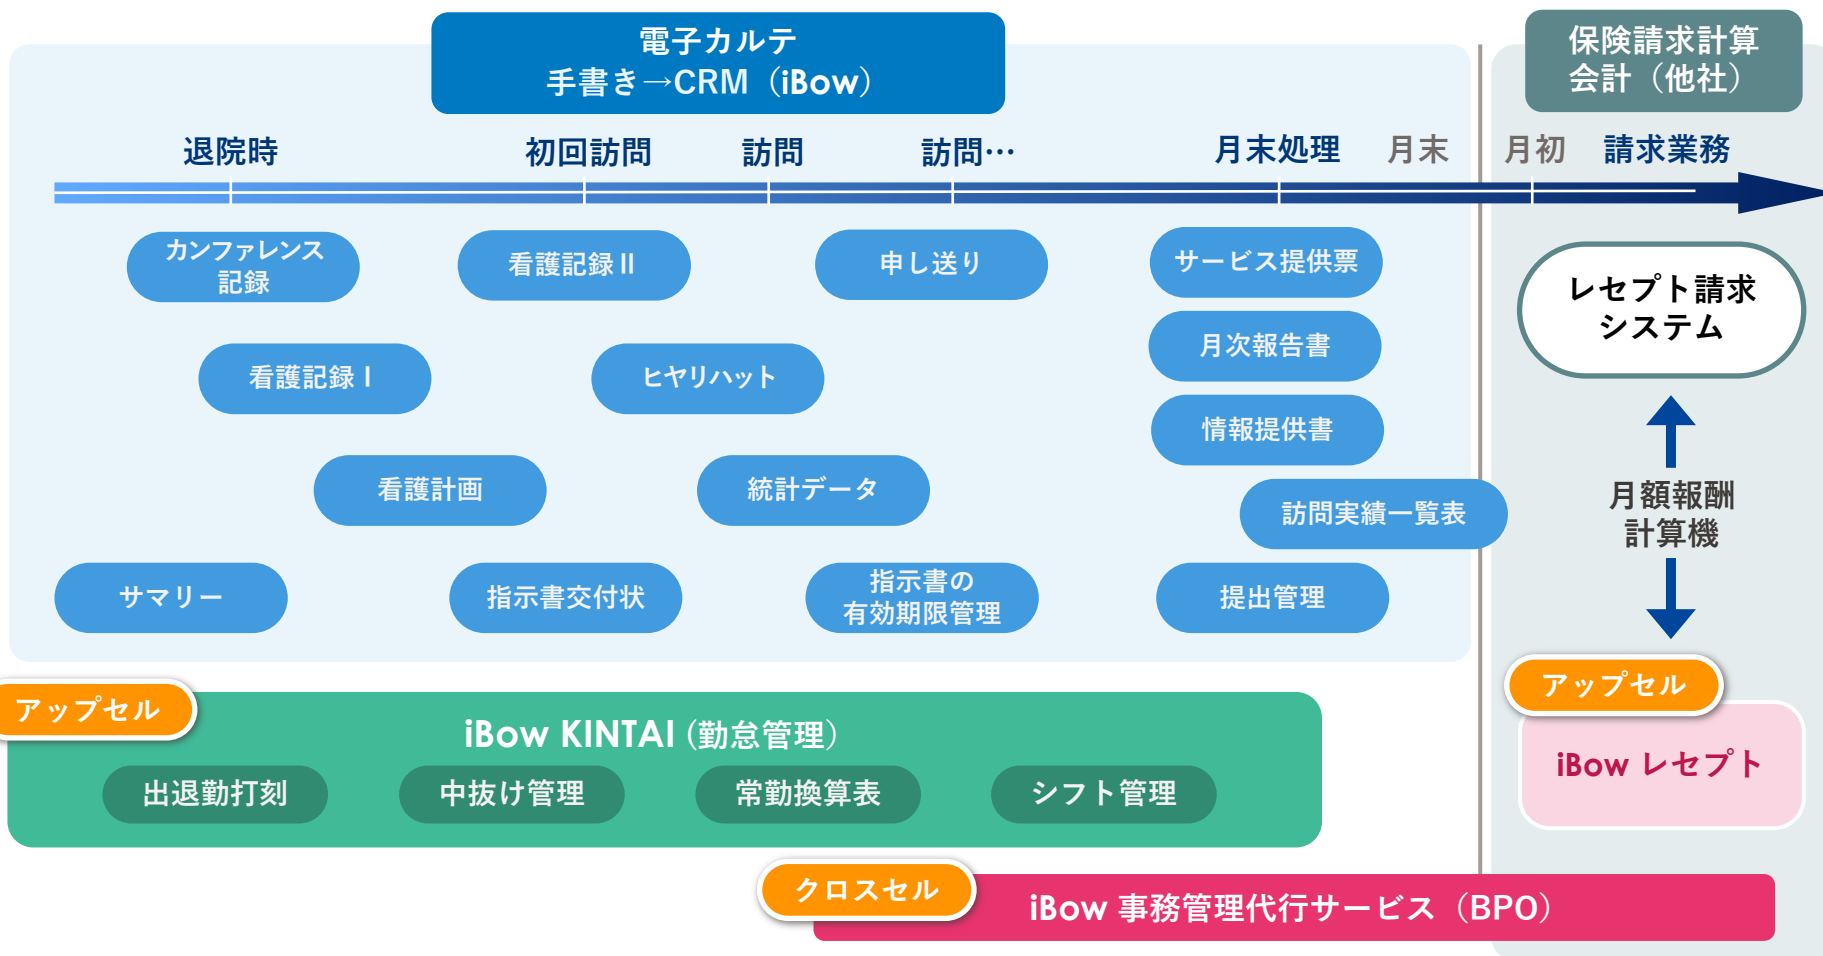 電子カルテ
手書き→CRM（iBow）
保険請求計算
会計（他社）
退院時
初回訪問
訪問
訪問…
月末処理
月末
月初
請求業務
カンファレンス
記録
看護記録Ⅱ
申し送り
サービス提供票
レセプト請求
システム
月次報告書
看護記録Ⅰ
ヒヤリハット
情報提供書
看護計画
統計データ
訪問実績一覧表
月額報酬
計算機
サマリー
指示書交付状
指示書の
有効期限管理
提出管理
アップセル
iBow KINTAI (勤怠管理）
出退勤打刻
中抜け管理
常勤換算表
シフト管理
アップセル
iBow レセプト
クロスセル
iBow 事務管理代行サービス（BPO）